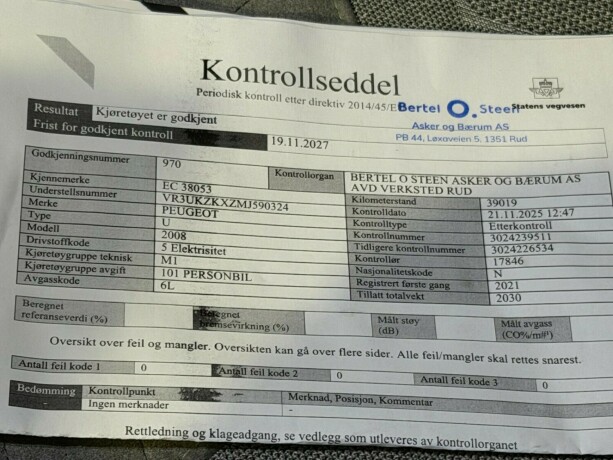 Kontrollseddel
Periodisk kontroll etter direktiv 2014/45/E
Bertel O. Steen
Statens vegvesen
Asker og Bærum AS
PB 44, Løxaveien 5. 1351 Rud
Resultat Kjøretøyet er godkjent
Frist for godkjent kontroll 19.11.2027
Godkjenningsnummer 970 Kontrollorgan BERTEL O STEEN ASKER OG BÆRUM AS
AVD VERKSTED RUD
Kjennemerke EC 38053 Kilometerstand 39019
Understellsnummer VR3UKZKXZMJ590324 Kontrolldato 21.11.2025 12:47
Merke PEUGEOT Kontrolltype Etterkontroll
Type U Kontrollnummer 3024239511
Modell 2008 Tidligere kontrollnummer 3024226534
Drivstoffkode 5 Elektrisitet Kontrollør 17846
Kjøretøygruppe teknisk M1 Nasjonalitetskode N
Kjøretøygruppe avgift 101 PERSONBIL Registrert første gang 2021
Avgasskode 6L Tillatt totalvekt 2030
Beregnet referanseverdi (%) Beregnet bremsevirkning (%) Målt støy (dB) Målt avgass (CO%/m³)
Oversikt over feil og mangler. Oversikten kan gå over flere sider. Alle feil/mangler skal rettes snarest.
Antall feil kode 1 0 Antall feil kode 2 0 Antall feil kode 3 0
Bedømming Kontrollpunkt Merknad, Posisjon, Kommentar
Ingen merknader -
Rettledning og klageadgang, se vedlegg som utleveres av kontrollorganet